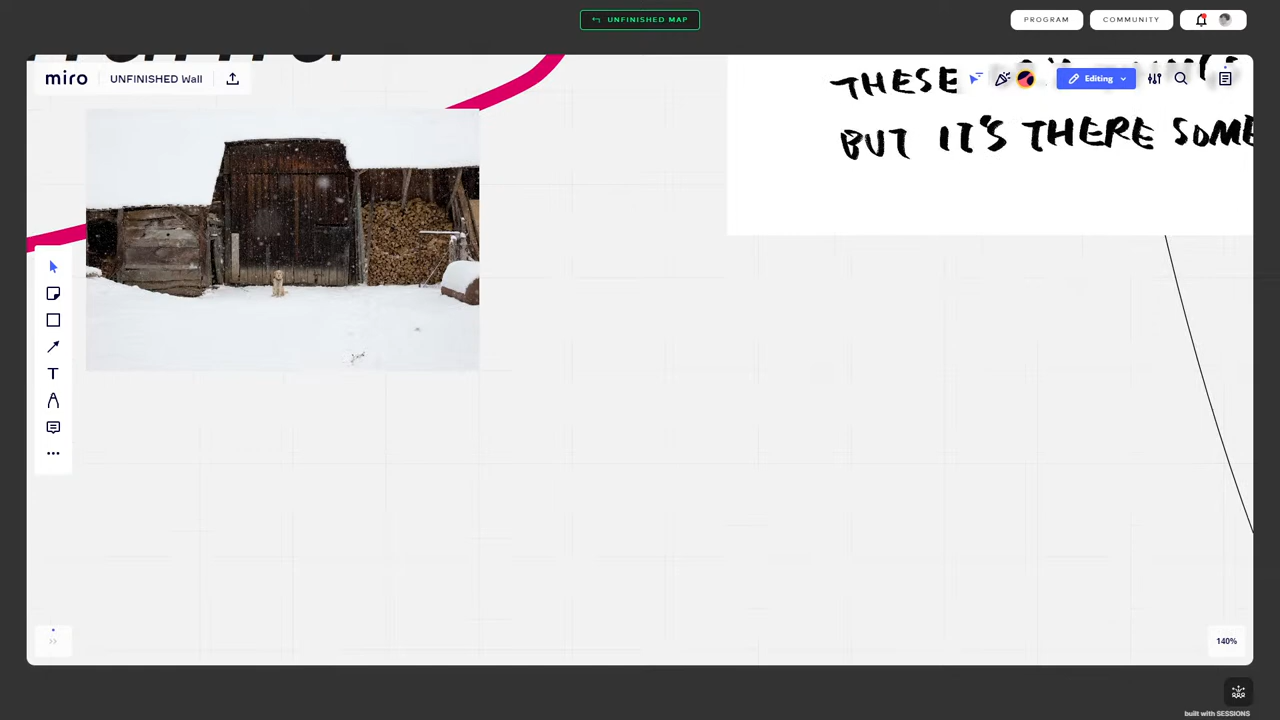 UNFINISHED MAP
PROGRAM
COMMUNITY
miro
UNFINISHED Wall
Editing
THESE
BUT IT'S THERE SOME
T
140%
built with SESSIONS